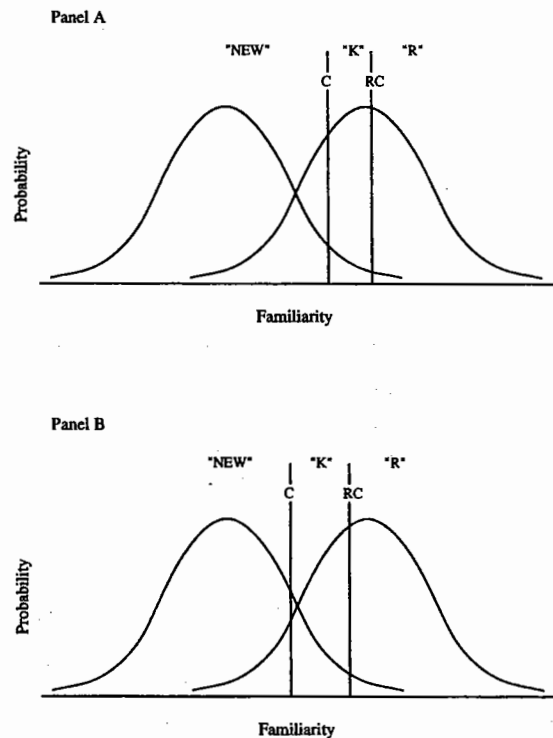 Panel A
"NEW" "K" "R"
C RC
Probability
Familiarity
Panel B
"NEW" "K" "R"
C RC
Probability
Familiarity